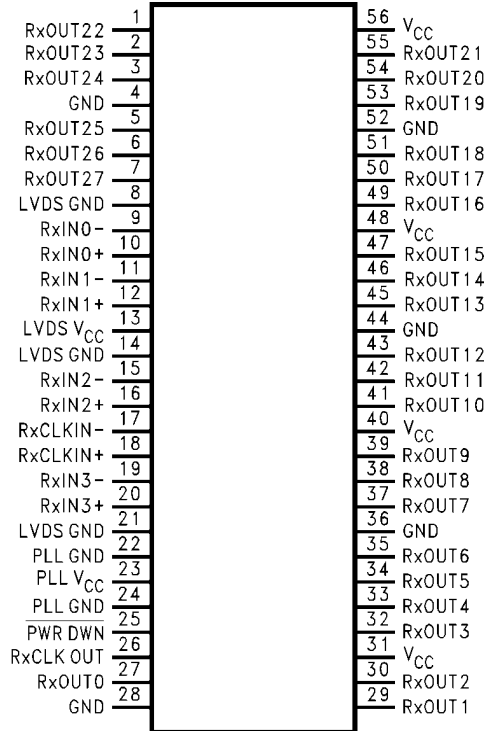 1 56 VCC
RxOUT22
2 55 RxOUT21
RxOUT23
3 54 RxOUT20
RxOUT24
4 53 RxOUT19
GND
5 52 GND
RxOUT25
6 51 RxOUT18
RxOUT26
7 50 RxOUT17
RxOUT27
8 49 RxOUT16
LVDS GND
9 48 VCC
RxIN0-
10 47 RxOUT15
RxIN0+
11 46 RxOUT14
RxIN1-
12 45 RxOUT13
RxIN1+
13 44 GND
LVDS VCC
14 43 RxOUT12
LVDS GND
15 42 RxOUT11
RxIN2-
16 41 RxOUT10
RxIN2+
17 40 VCC
RxCLKIN-
18 39 RxOUT9
RxCLKIN+
19 38 RxOUT8
RxIN3-
20 37 RxOUT7
RxIN3+
21 36 GND
LVDS GND
22 35 RxOUT6
PLL GND
23 34 RxOUT5
PLL VCC
24 33 RxOUT4
PLL GND
25 32 RxOUT3
PWR DWN
26 31 VCC
RxCLK OUT
27 30 RxOUT2
RxOUT0
28 29 RxOUT1
GND